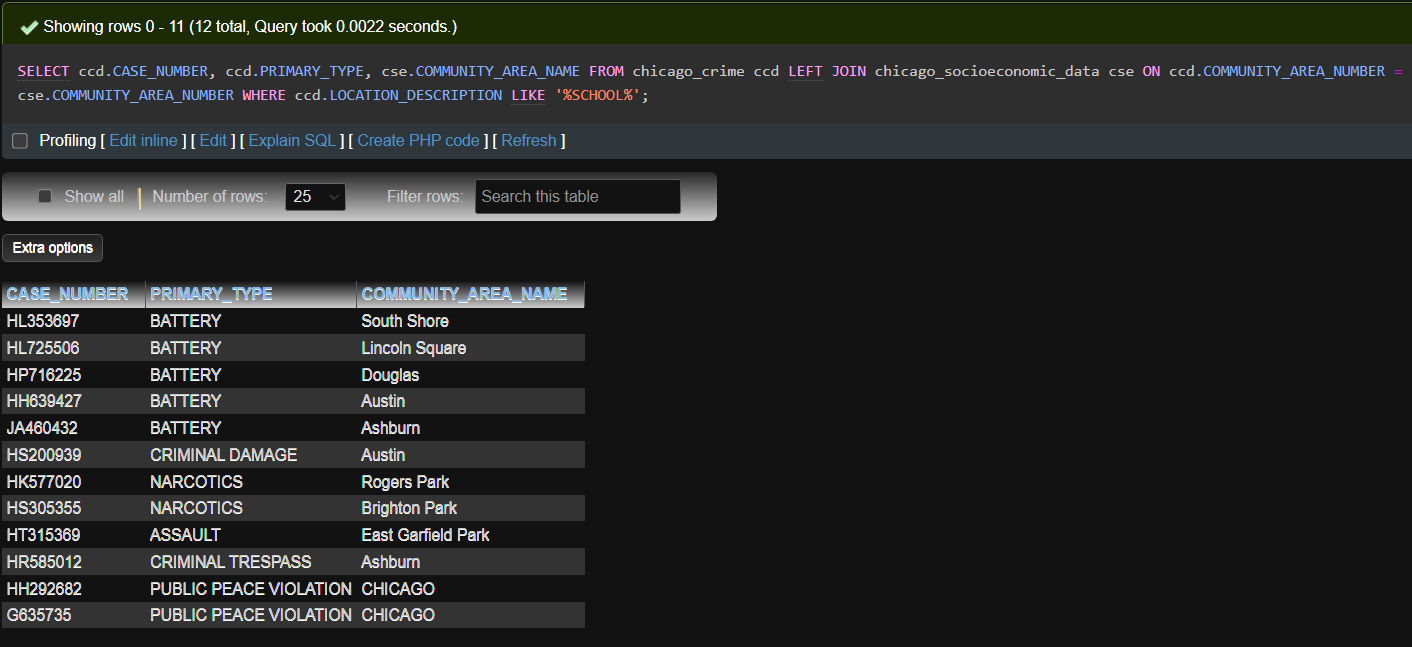 Showing rows 0 - 11 (12 total, Query took 0.0022 seconds.)
SELECT ccd.CASE_NUMBER, ccd.PRIMARY_TYPE, cse.COMMUNITY_AREA_NAME FROM chicago_crime ccd LEFT JOIN chicago_socioeconomic_data cse ON ccd.COMMUNITY_AREA_NUMBER =
cse.COMMUNITY_AREA_NUMBER WHERE ccd.LOCATION_DESCRIPTION LIKE '%SCHOOL%';
Profiling [ Edit inline ] [ Edit ] [ Explain SQL ] [ Create PHP code ] [ Refresh ]
Show all Number of rows: 25 Filter rows: Search this table
Extra options
CASE_NUMBER PRIMARY_TYPE COMMUNITY_AREA_NAME
HL353697 BATTERY South Shore
HL725506 BATTERY Lincoln Square
HP716225 BATTERY Douglas
HH639427 BATTERY Austin
JA460432 BATTERY Ashburn
HS200939 CRIMINAL DAMAGE Austin
HK577020 NARCOTICS Rogers Park
HS305355 NARCOTICS Brighton Park
HT315369 ASSAULT East Garfield Park
HR585012 CRIMINAL TRESPASS Ashburn
HH292682 PUBLIC PEACE VIOLATION CHICAGO
G635735 PUBLIC PEACE VIOLATION CHICAGO